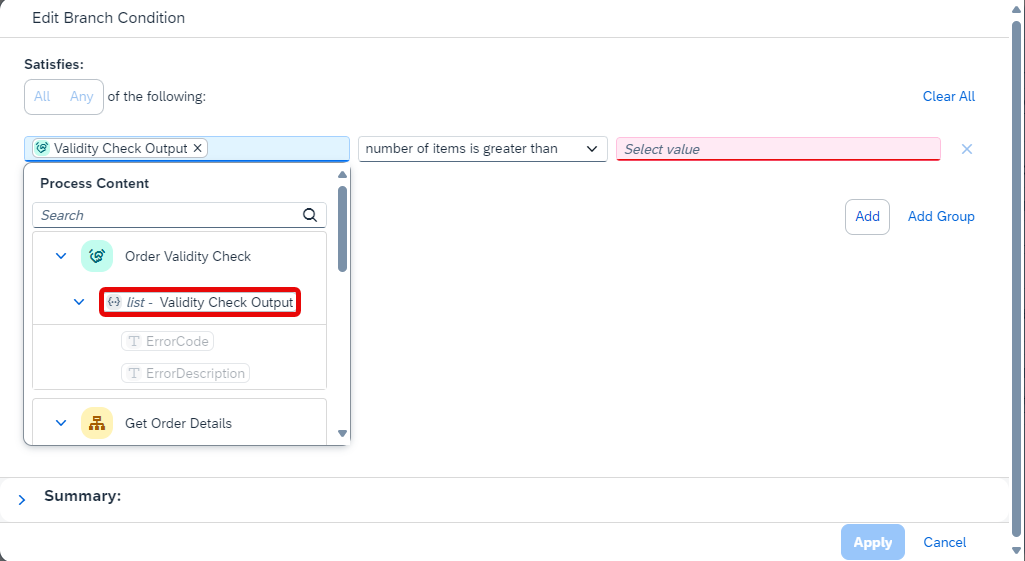 Edit Branch Condition
Satisfies:
All Any of the following:
Clear All
Validity Check Output
number of items is greater than
Select value
Process Content
Search
Add
Add Group
Order Validity Check
list - Validity Check Output
ErrorCode
ErrorDescription
Get Order Details
Summary:
Apply
Cancel